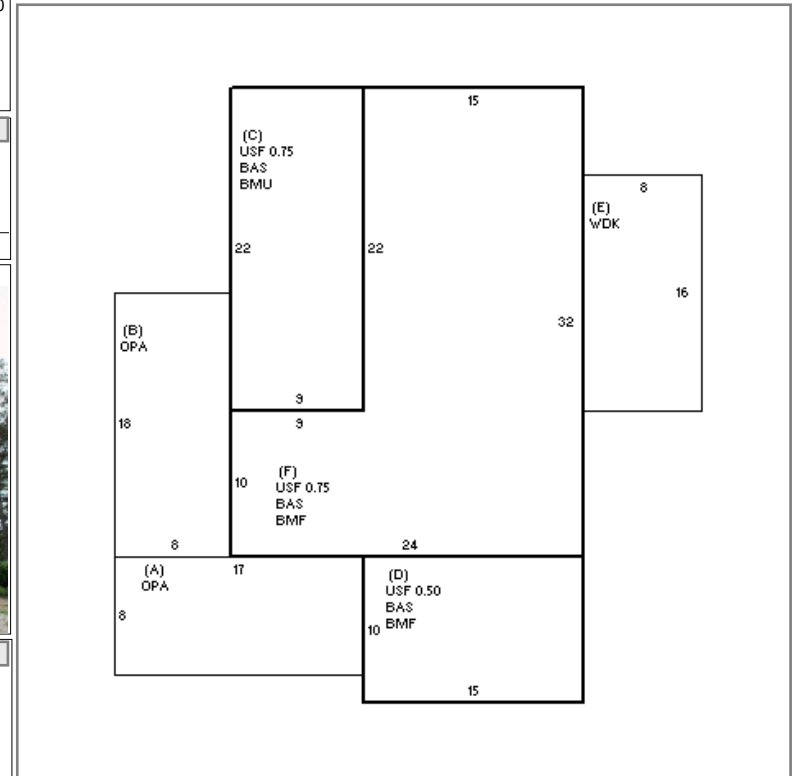 15
(C)
USF 0.75
BAS
BMU
8
(E)
WDK
22
22
16
32
(B)
OPA
18
9
9
10
(F)
USF 0.75
BAS
BMF
8
24
(A)
OPA
17
8
(D)
USF 0.50
BAS
BMF
10
15